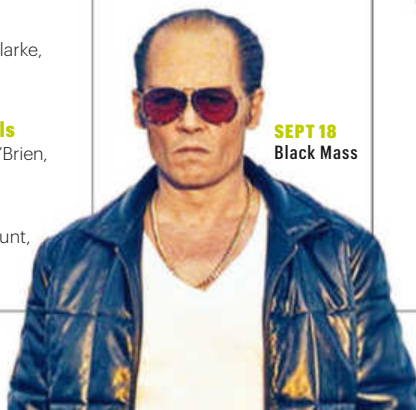 larke,
ls
'Brien,
unt,
SEPT 18
Black Mass